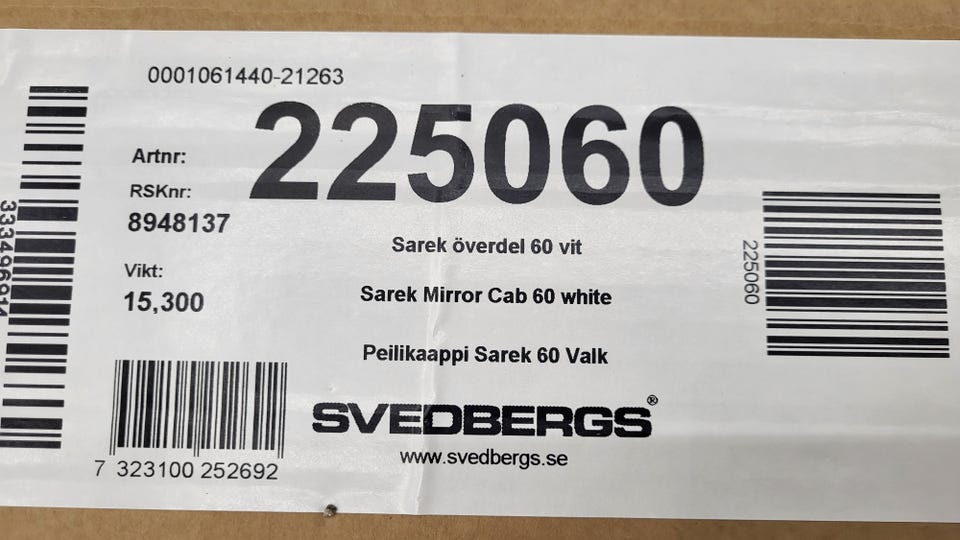 0001061440-21263
Artnr:
225060
RSKnr:
8948137
Sarek överdel 60 vit
Vikt:
15,300
Sarek Mirror Cab 60 white
Peilikaappi Sarek 60 Valk
SVEDBERGS®
www.svedbergs.se
7 323100 252692
225060